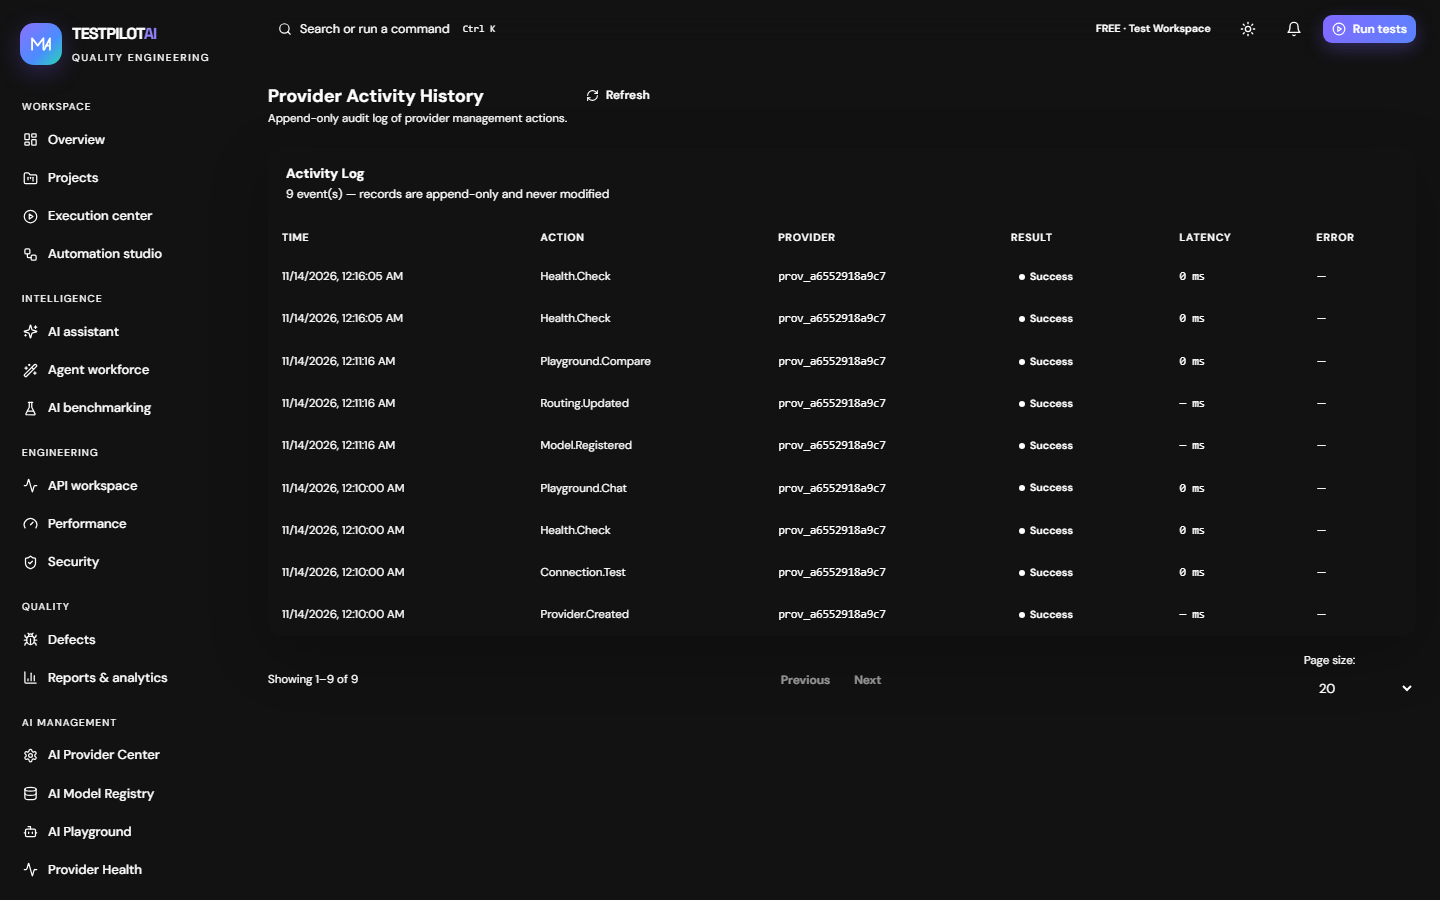 TESTPILOTAI
QUALITY ENGINEERING
WORKSPACE
Overview
Projects
Execution center
Automation studio
INTELLIGENCE
AI assistant
Agent workforce
AI benchmarking
ENGINEERING
API workspace
Performance
Security
QUALITY
Defects
Reports & analytics
AI MANAGEMENT
AI Provider Center
AI Model Registry
AI Playground
Provider Health
Search or run a command Ctrl K
FREE · Test Workspace
Run tests
Provider Activity History
Refresh
Append-only audit log of provider management actions.
Activity Log
9 event(s) — records are append-only and never modified
TIME ACTION PROVIDER RESULT LATENCY ERROR
11/14/2026, 12:16:05 AM Health.Check prov_a6552918a9c7 Success 0 ms —
11/14/2026, 12:16:05 AM Health.Check prov_a6552918a9c7 Success 0 ms —
11/14/2026, 12:11:16 AM Playground.Compare prov_a6552918a9c7 Success 0 ms —
11/14/2026, 12:11:16 AM Routing.Updated prov_a6552918a9c7 Success — ms —
11/14/2026, 12:11:16 AM Model.Registered prov_a6552918a9c7 Success — ms —
11/14/2026, 12:10:00 AM Playground.Chat prov_a6552918a9c7 Success 0 ms —
11/14/2026, 12:10:00 AM Health.Check prov_a6552918a9c7 Success 0 ms —
11/14/2026, 12:10:00 AM Connection.Test prov_a6552918a9c7 Success 0 ms —
11/14/2026, 12:10:00 AM Provider.Created prov_a6552918a9c7 Success — ms —
Showing 1–9 of 9
Previous Next
Page size:
20